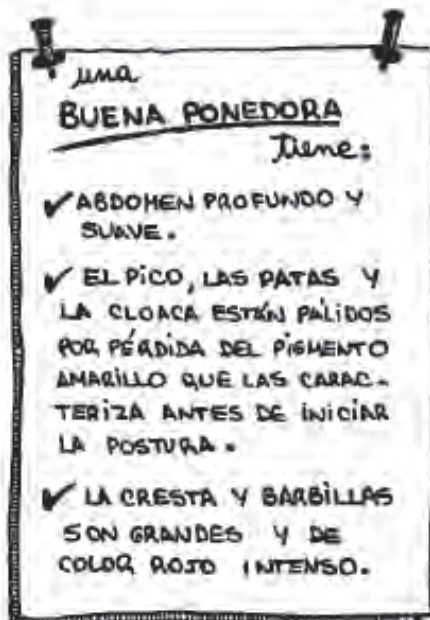 una
BUENA PONEDORA
tiene:
✓ ABDOMEN PROFUNDO Y
SUAVE.
✓ EL PICO, LAS PATAS Y
LA CLOACA ESTÁN PÁLIDOS
POR PÉRDIDA DEL PIGMENTO
AMARILLO QUE LAS CARAC-
TERIZA ANTES DE INICIAR
LA POSTURA.
✓ LA CRESTA Y BARBILLAS
SON GRANDES Y DE
COLOR ROJO INTENSO.